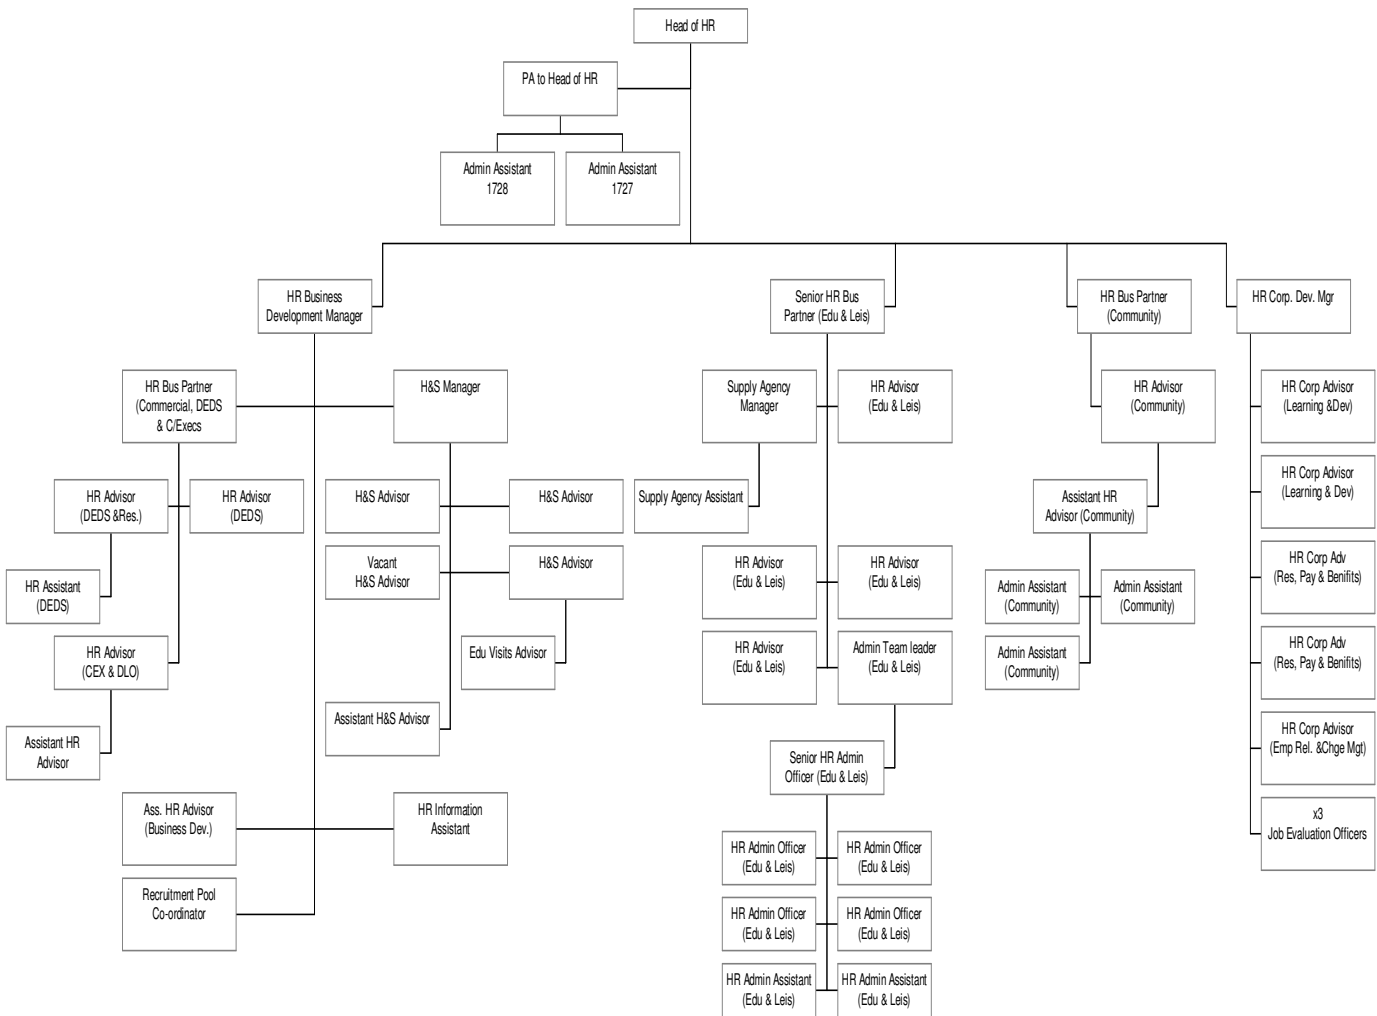 Head of HR
PA to Head of HR
Admin Assistant
1728
Admin Assistant
1727
HR Business
Development Manager
Senior HR Bus
Partner (Edu & Leis)
HR Bus Partner
(Community)
HR Corp. Dev. Mgr
HR Bus Partner
(Commercial, DEDS
& C/Execs
H&S Manager
Supply Agency
Manager
HR Advisor
(Edu & Leis)
HR Advisor
(Community)
HR Corp Advisor
(Learning &Dev)
HR Advisor
(DEDS &Res.)
HR Advisor
(DEDS)
H&S Advisor
H&S Advisor
Supply Agency Assistant
Assistant HR
Advisor (Community)
HR Corp Advisor
(Learning & Dev)
HR Assistant
(DEDS)
Vacant
H&S Advisor
H&S Advisor
HR Advisor
(Edu & Leis)
HR Advisor
(Edu & Leis)
Admin Assistant
(Community)
Admin Assistant
(Community)
HR Corp Adv
(Res, Pay & Benifits)
HR Advisor
(CEX & DLO)
Edu Visits Advisor
HR Advisor
(Edu & Leis)
Admin Team leader
(Edu & Leis)
Admin Assistant
(Community)
HR Corp Adv
(Res, Pay & Benifits)
Assistant HR
Advisor
Assistant H&S Advisor
Senior HR Admin
Officer (Edu & Leis)
HR Corp Advisor
(Emp Rel. &Chge Mgt)
Ass. HR Advisor
(Business Dev.)
HR Information
Assistant
x3
Job Evaluation Officers
HR Admin Officer
(Edu & Leis)
HR Admin Officer
(Edu & Leis)
Recruitment Pool
Co-ordinator
HR Admin Officer
(Edu & Leis)
HR Admin Officer
(Edu & Leis)
HR Admin Assistant
(Edu & Leis)
HR Admin Assistant
(Edu & Leis)